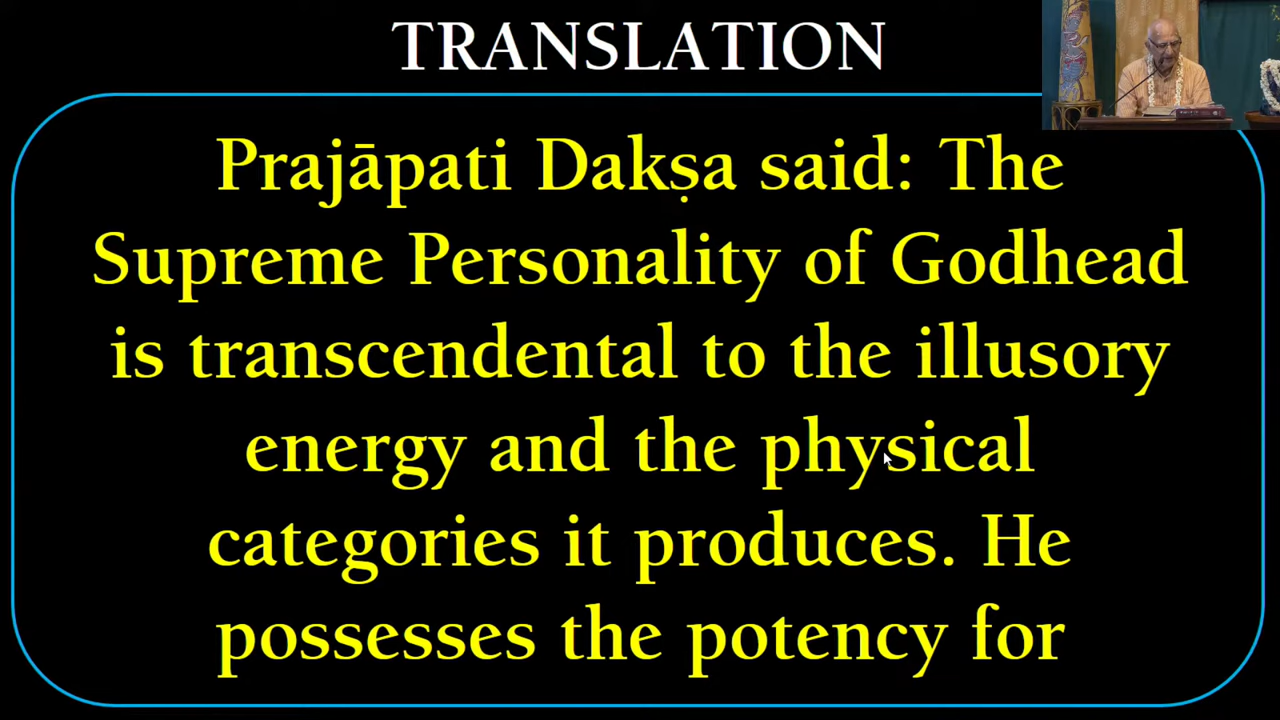 TRANSLATION
Prajāpati Dakṣa said: The
Supreme Personality of Godhead
is transcendental to the illusory
energy and the physical
categories it produces. He
possesses the potency for